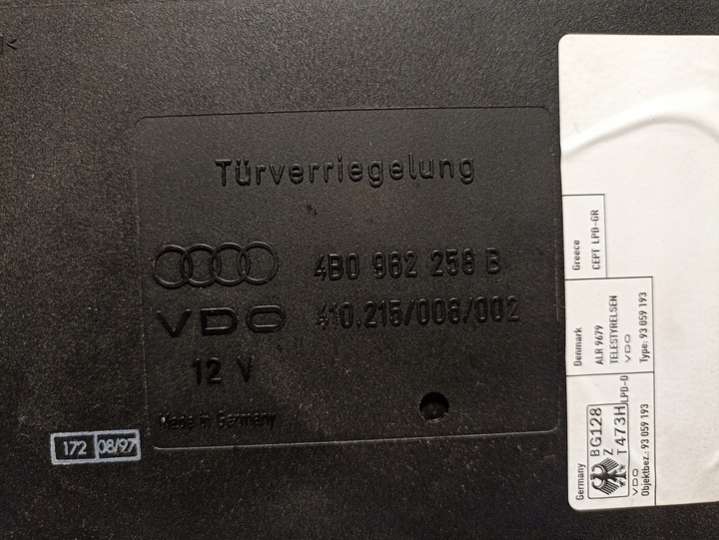 Türverriegelung
4B0 962 258 B
VDO 410.215/008/002
12 V
Made in Germany
172 08/97
Greece
CEPT LPD-GR
Denmark
ALR 9679
TELESTYRELSEN
VDO
Type: 93 059 193
Germany
BG128
Z
T473H LPD-D
VDO
Objektbez.: 93 059 193